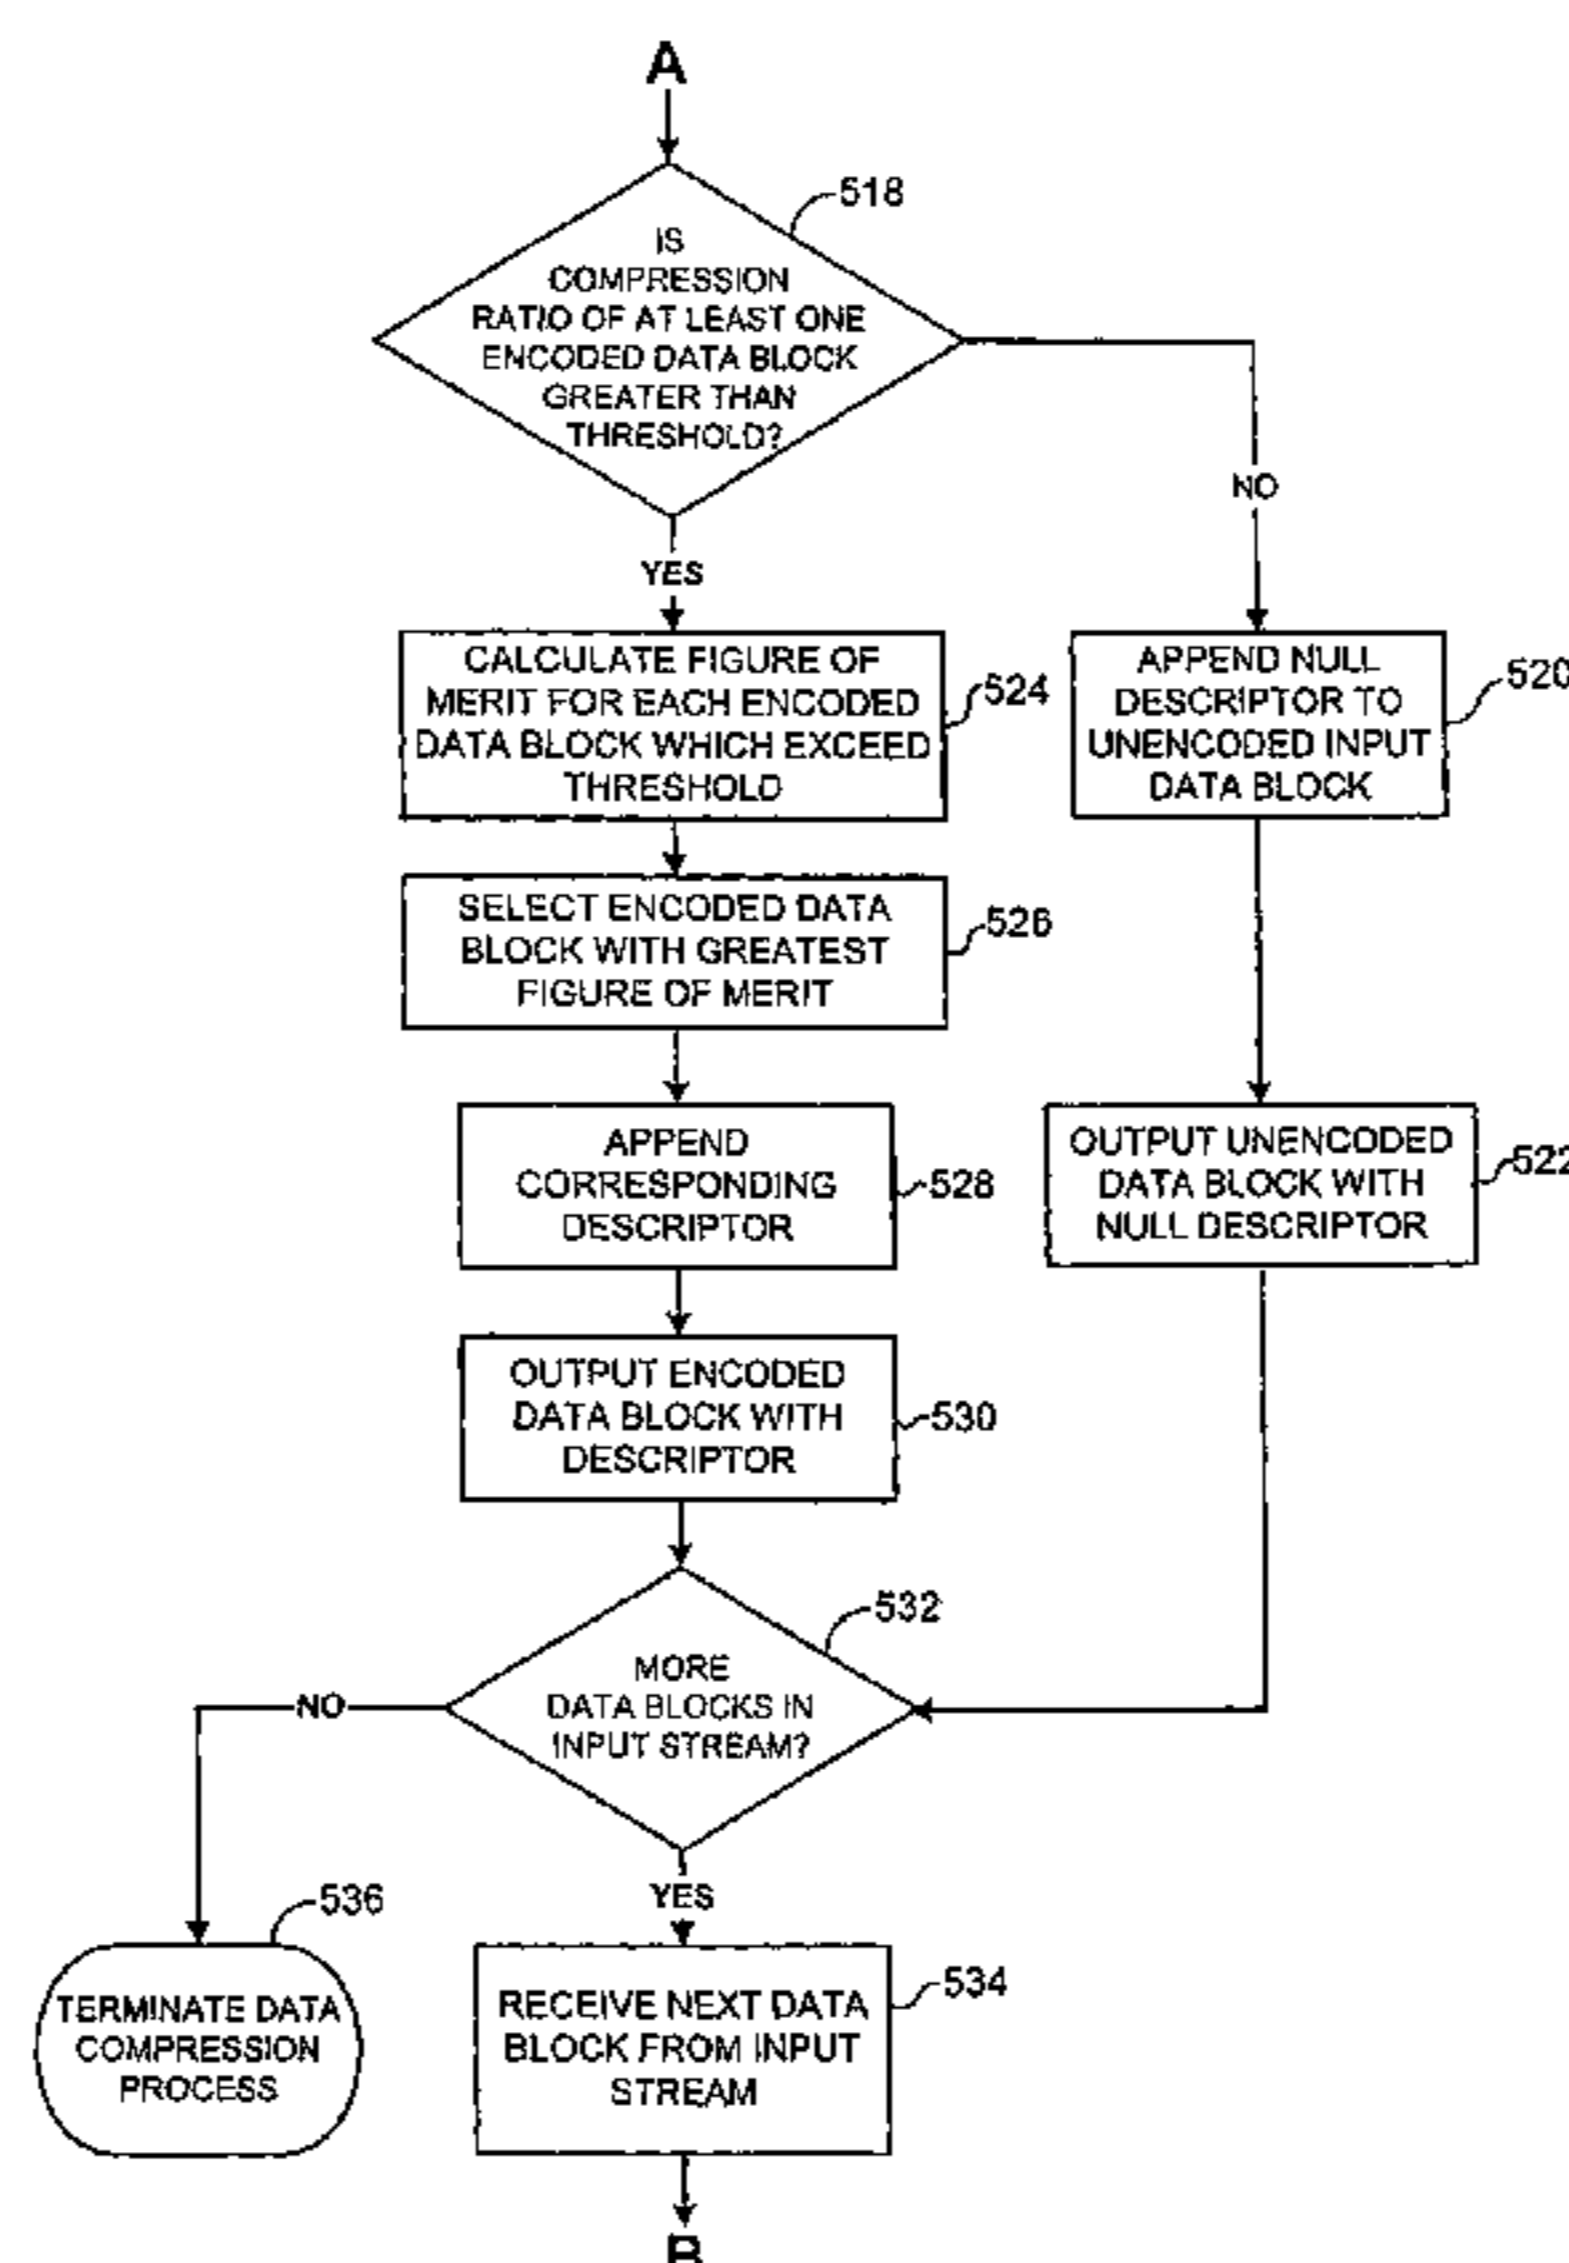 A
518
IS
COMPRESSION
RATIO OF AT LEAST ONE
ENCODED DATA BLOCK
GREATER THAN
THRESHOLD?
NO
YES
CALCULATE FIGURE OF
MERIT FOR EACH ENCODED
DATA BLOCK WHICH EXCEED
THRESHOLD
524
APPEND NULL
DESCRIPTOR TO
UNENCODED INPUT
DATA BLOCK
520
SELECT ENCODED DATA
BLOCK WITH GREATEST
FIGURE OF MERIT
526
APPEND
CORRESPONDING
DESCRIPTOR
528
OUTPUT UNENCODED
DATA BLOCK WITH
NULL DESCRIPTOR
522
OUTPUT ENCODED
DATA BLOCK WITH
DESCRIPTOR
530
532
MORE
DATA BLOCKS IN
INPUT STREAM?
NO
YES
536
TERMINATE DATA
COMPRESSION
PROCESS
RECEIVE NEXT DATA
BLOCK FROM INPUT
STREAM
534
B